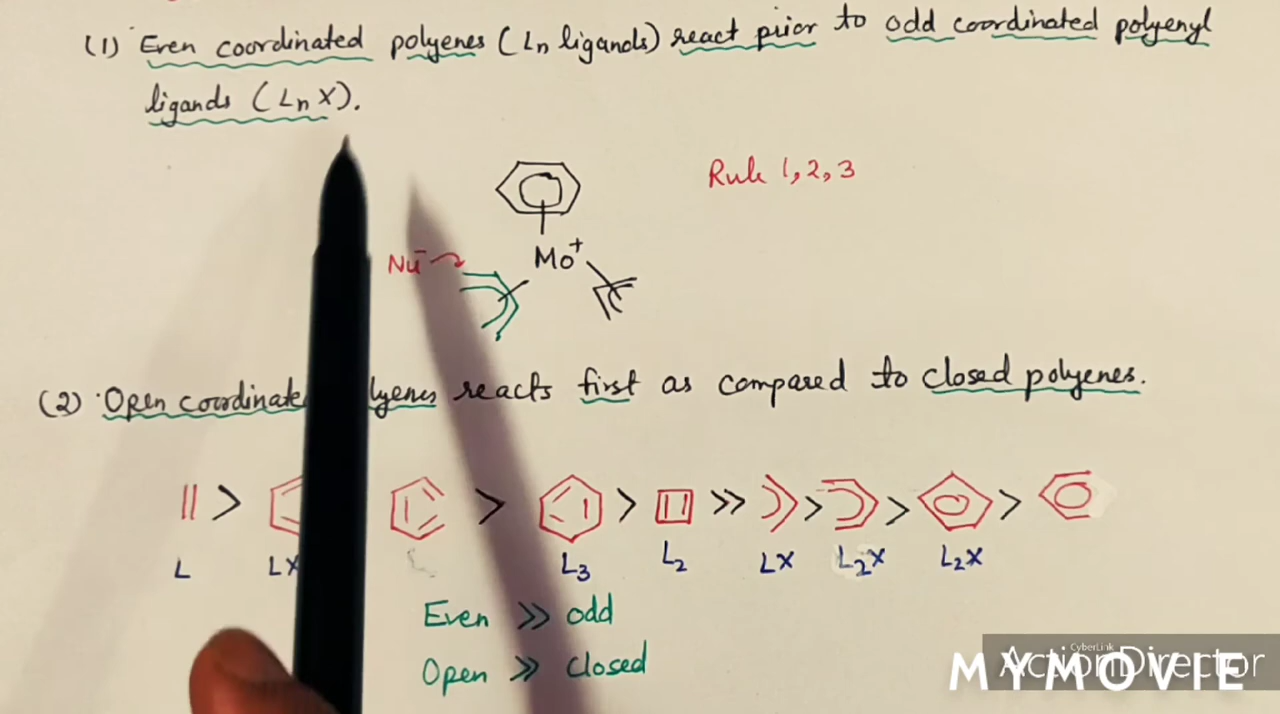 (1) Even coordinated polyenes (Ln ligands) react prior to odd coordinated polyenyl
ligands (LnX).
Rule 1, 2, 3
Nu⁻
Mo⁺
(2) Open reacts first as compared to closed polyenes.
> > > >> > > >
L L3 L2 LX L2X L2X
Even >> odd
Open >> closed
CyberLink
ActionDirector
MYMOVIE